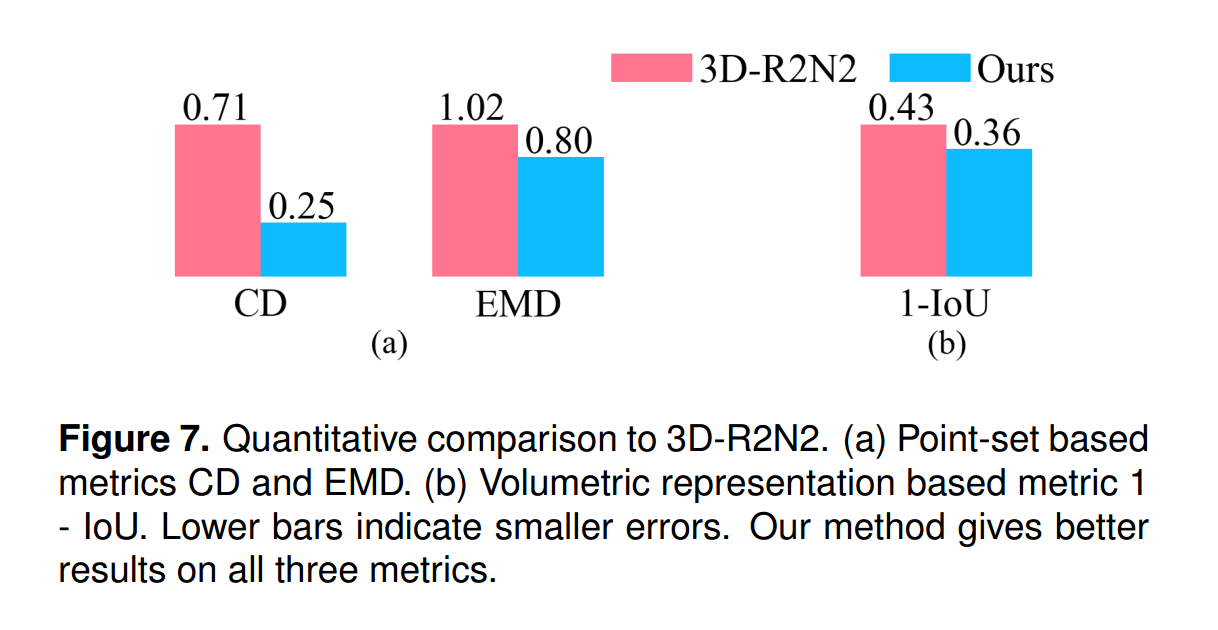 3D-R2N2 Ours
0.71 1.02 0.43
0.80 0.36
0.25
CD EMD 1-IoU
(a) (b)
Figure 7. Quantitative comparison to 3D-R2N2. (a) Point-set based
metrics CD and EMD. (b) Volumetric representation based metric 1
- IoU. Lower bars indicate smaller errors. Our method gives better
results on all three metrics.